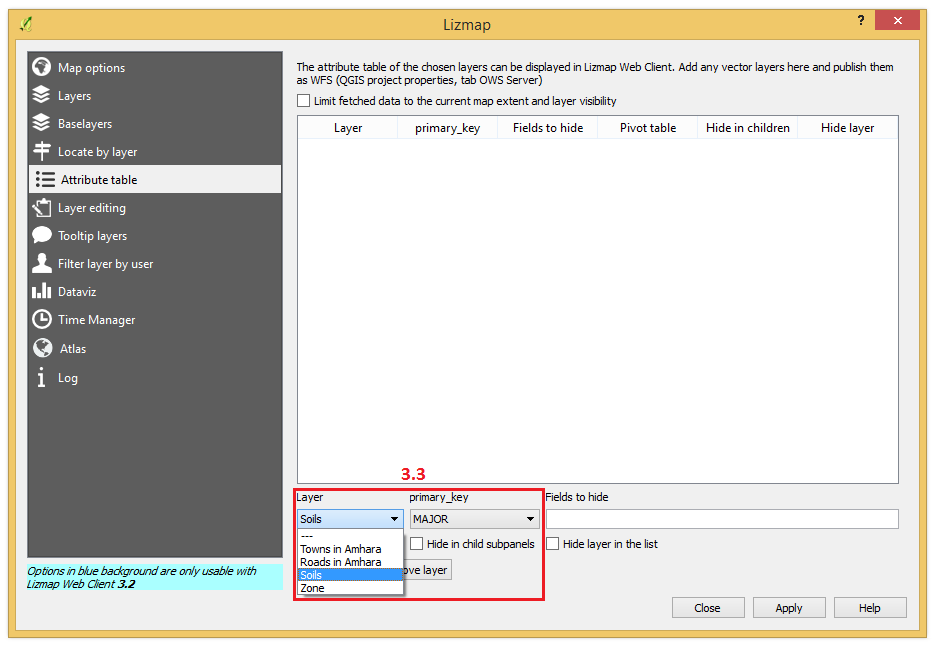 Lizmap
?
Map options
Layers
Baselayers
Locate by layer
Attribute table
Layer editing
Tooltip layers
Filter layer by user
Dataviz
Time Manager
Atlas
Log
Options in blue background are only usable with
Lizmap Web Client 3.2
The attribute table of the chosen layers can be displayed in Lizmap Web Client. Add any vector layers here and publish them
as WFS (QGIS project properties, tab OWS Server)
Limit fetched data to the current map extent and layer visibility
Layer primary_key Fields to hide Pivot table Hide in children Hide layer
3.3
Layer primary_key Fields to hide
Soils MAJOR
---
Towns in Amhara
Roads in Amhara
Soils
Zone
Hide in child subpanels Hide layer in the list
ove layer
Close Apply Help